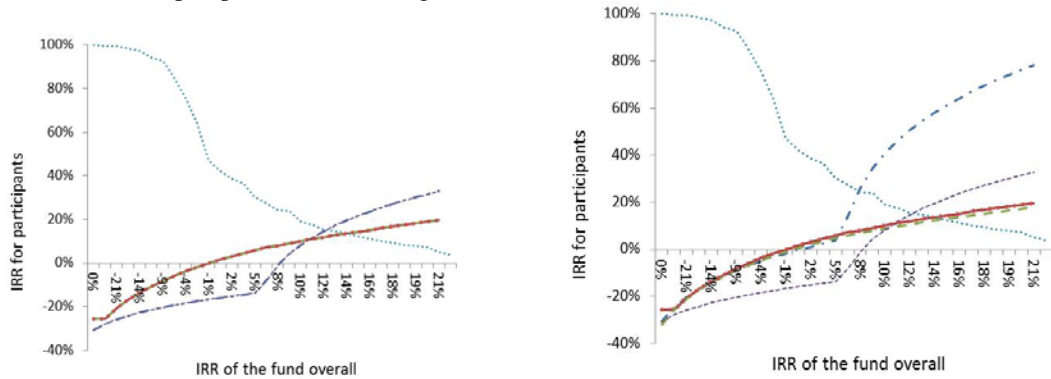 100%
80%
60%
40%
20%
0%
-20%
-40%
IRR for participants
0% -21% -14% -9% -4% -1% 2% 5% 8% 10% 12% 14% 16% 18% 19% 21%
IRR of the fund overall
100%
80%
60%
40%
20%
0%
-20%
-40%
IRR for participants
0% 21% -14% -9% 4% -1% 2% 5% 8% 10% 12% 14% 16% 18% 19% 21%
IRR of the fund overall